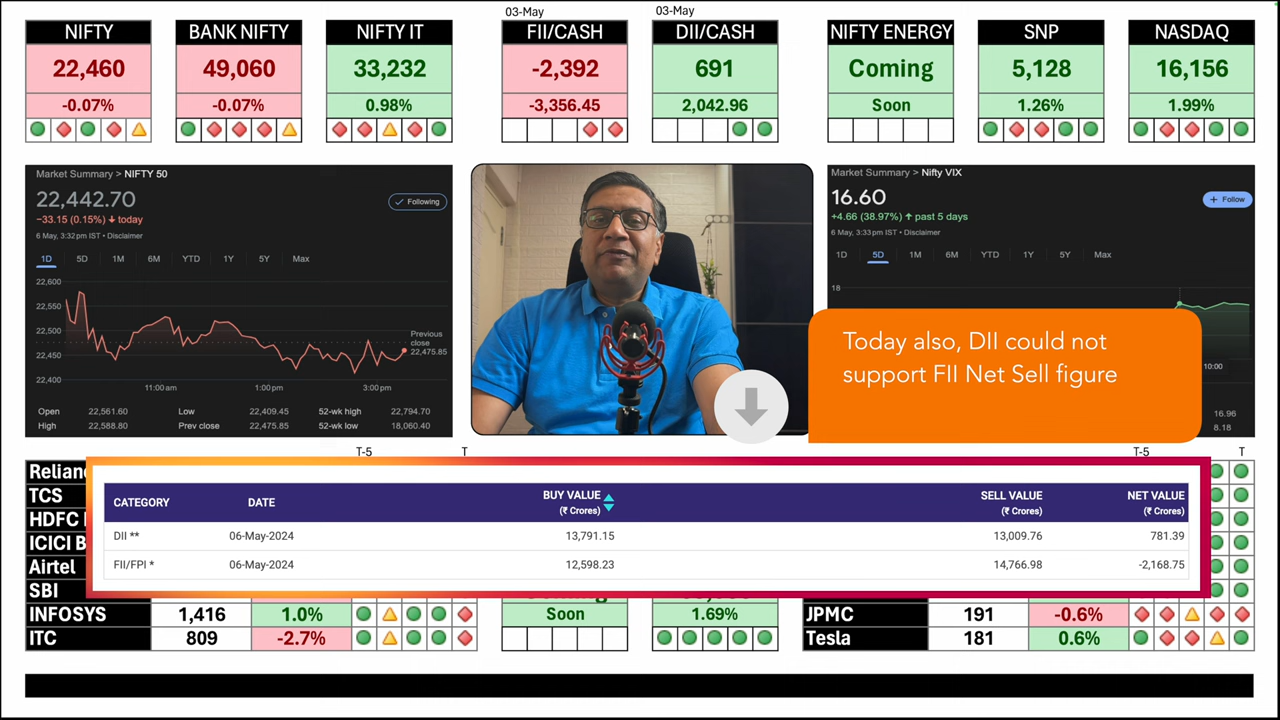 03-May
03-May
NIFTY
BANK NIFTY
NIFTY IT
FII/CASH
DII/CASH
NIFTY ENERGY
SNP
NASDAQ
22,460
49,060
33,232
-2,392
691
Coming
5,128
16,156
-0.07%
-0.07%
0.98%
-3,356.45
2,042.96
Soon
1.26%
1.99%
Market Summary > NIFTY 50
22,442.70
Following
−33.15 (0.15%) ↓ today
6 May, 3:32 pm IST • Disclaimer
1D 5D 1M 6M YTD 1Y 5Y Max
22,600
22,550
22,500
22,450
22,400
Previous
close
22,475.85
11:00 am 1:00 pm 3:00 pm
Open 22,561.60 Low 22,409.45 52-wk high 22,794.70
High 22,588.80 Prev close 22,475.85 52-wk low 18,060.40
Market Summary > Nifty VIX
16.60
+ Follow
+4.66 (38.97%) ↑ past 5 days
6 May, 3:33 pm IST • Disclaimer
1D 5D 1M 6M YTD 1Y 5Y Max
18
Today also, DII could not
support FII Net Sell figure
10:00
16.96
8.18
T-5 T
T-5 T
TCS
Airtel
SBI
CATEGORY DATE BUY VALUE SELL VALUE NET VALUE
(₹ Crores) (₹ Crores) (₹ Crores)
DII ** 06-May-2024 13,791.15 13,009.76 781.39
FII/FPI * 06-May-2024 12,598.23 14,766.98 -2,168.75
INFOSYS 1,416 1.0%
Soon
1.69%
JPMC 191 -0.6%
ITC 809 -2.7%
Tesla 181 0.6%